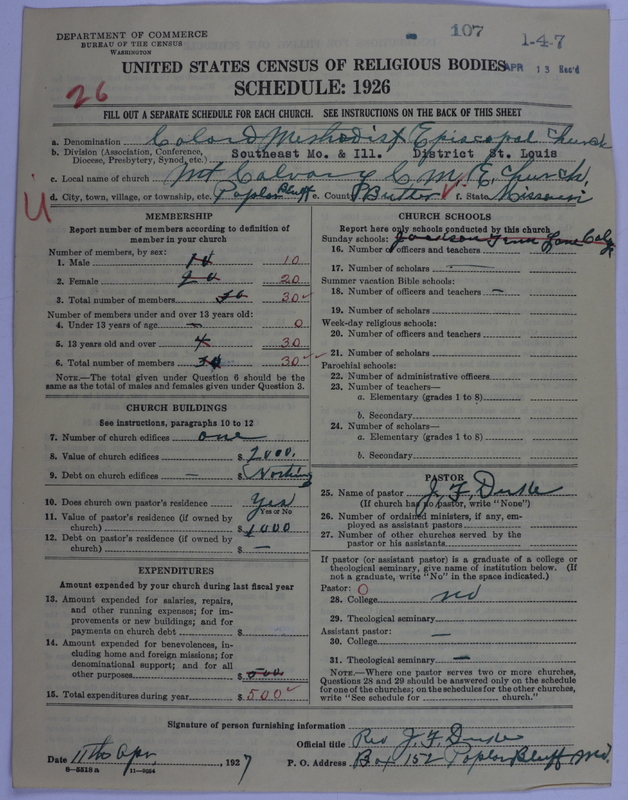 DEPARTMENT OF COMMERCE
BUREAU OF THE CENSUS
WASHINGTON
107
1-4-7
UNITED STATES CENSUS OF RELIGIOUS BODIES
APR 13 Rec'd
SCHEDULE: 1926
26
FILL OUT A SEPARATE SCHEDULE FOR EACH CHURCH. SEE INSTRUCTIONS ON THE BACK OF THIS SHEET
a. Denomination Colord Methodist Episcopal Church
b. Division (Association, Conference, Diocese, Presbytery, Synod, etc.) Southeast Mo. & Ill. District St. Louis
c. Local name of church Mt Calvary C. M. E. Church,
d. City, town, village, or township, etc. Poplar Bluff e. County Butler f. State Missouri
MEMBERSHIP
Report number of members according to definition of member in your church
Number of members, by sex:
1. Male 10
2. Female 20
3. Total number of members 30
Number of members under and over 13 years old:
4. Under 13 years of age — 0
5. 13 years old and over 30
6. Total number of members 30
NOTE.—The total given under Question 6 should be the same as the total of males and females given under Question 3.
CHURCH BUILDINGS
See instructions, paragraphs 10 to 12
7. Number of church edifices one
8. Value of church edifices $ 2000.
9. Debt on church edifices — $ Nothing
10. Does church own pastor's residence Yes
Yes or No
11. Value of pastor's residence (if owned by church) $ 1,000
12. Debt on pastor's residence (if owned by church) $ —
EXPENDITURES
Amount expended by your church during last fiscal year
13. Amount expended for salaries, repairs, and other running expenses; for improvements or new buildings; and for payments on church debt $
14. Amount expended for benevolences, including home and foreign missions; for denominational support; and for all other purposes $ 500
15. Total expenditures during year $ 500
CHURCH SCHOOLS
Report here only schools conducted by this church
Sunday schools:
16. Number of officers and teachers
17. Number of scholars —
Summer vacation Bible schools:
18. Number of officers and teachers —
19. Number of scholars
Week-day religious schools:
20. Number of officers and teachers
21. Number of scholars
Parochial schools:
22. Number of administrative officers
23. Number of teachers—
a. Elementary (grades 1 to 8)
b. Secondary
24. Number of scholars—
a. Elementary (grades 1 to 8)
b. Secondary
PASTOR
25. Name of pastor J. F.
(If church has no pastor, write "None")
26. Number of ordained ministers, if any, employed as assistant pastors
27. Number of other churches served by the pastor or his assistants
If pastor (or assistant pastor) is a graduate of a college or theological seminary, give name of institution below. (If not a graduate, write "No" in the space indicated.)
Pastor: 0
28. College no
29. Theological seminary
Assistant pastor: —
30. College
31. Theological seminary —
NOTE.—Where one pastor serves two or more churches, Questions 28 and 29 should be answered only on the schedule for one of the churches; on the schedules for the other churches, write "See schedule for church."
Signature of person furnishing information
Official title Rev J. F.
Date 11th Apr, 1927
P. O. Address Box 152 Poplar Bluff Mo.
8-5518 a 11-9064